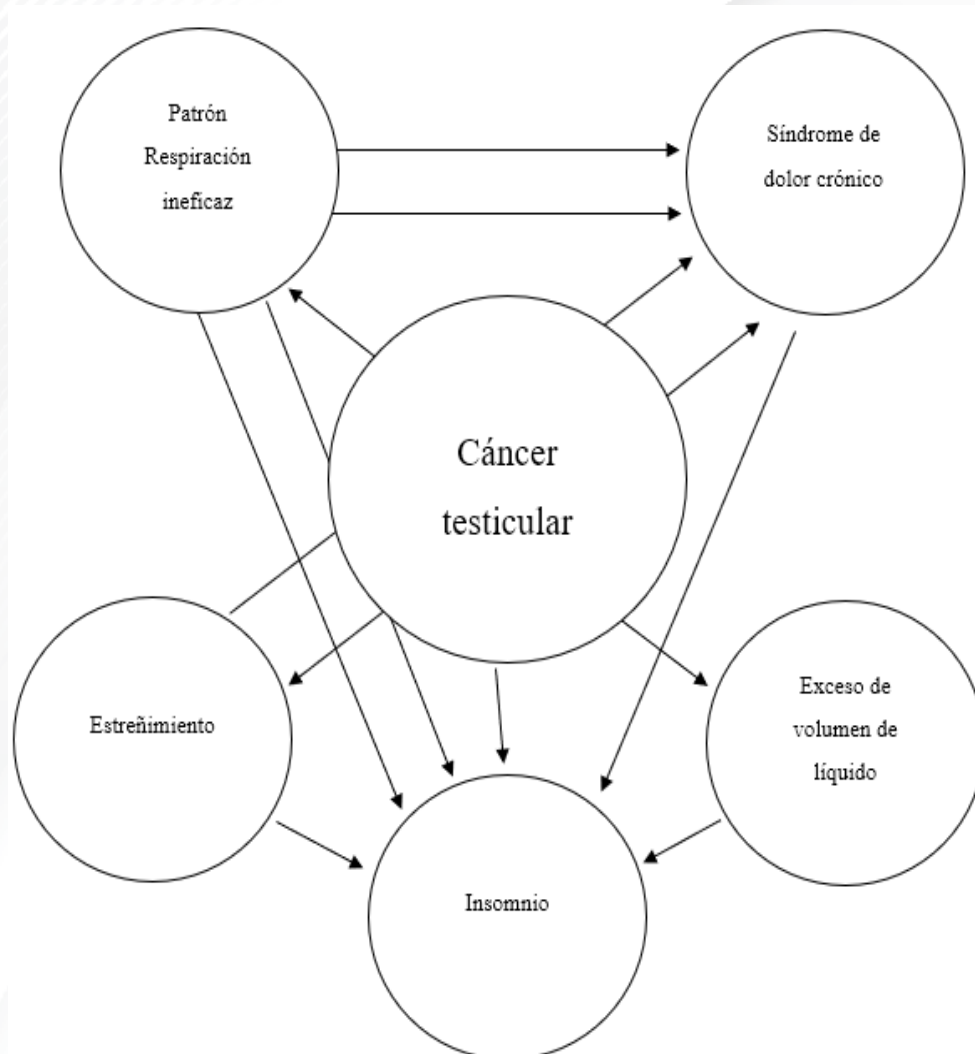 Patrón
Respiración
ineficaz
Síndrome de
dolor crónico
Cáncer
testicular
Estreñimiento
Exceso de
volumen de
líquido
Insomnio